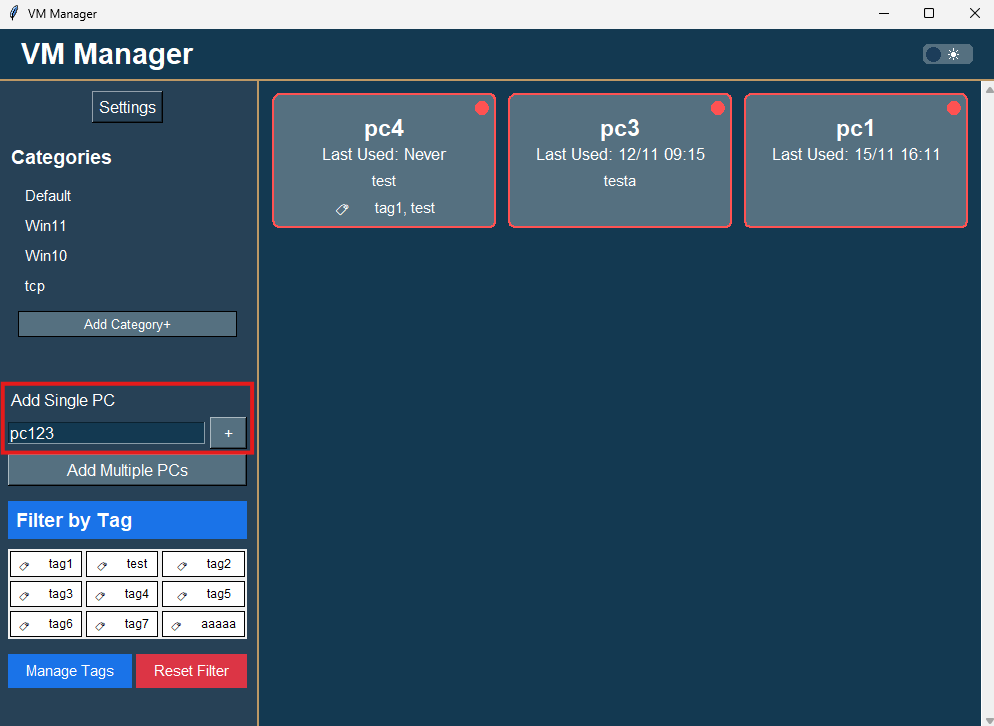 VM Manager
VM Manager
Settings
Categories
Default
Win11
Win10
tcp
Add Category+
Add Single PC
pc123
+
Add Multiple PCs
Filter by Tag
tag1 test tag2
tag3 tag4 tag5
tag6 tag7 aaaaa
Manage Tags Reset Filter
pc4
Last Used: Never
test
tag1, test
pc3
Last Used: 12/11 09:15
testa
pc1
Last Used: 15/11 16:11